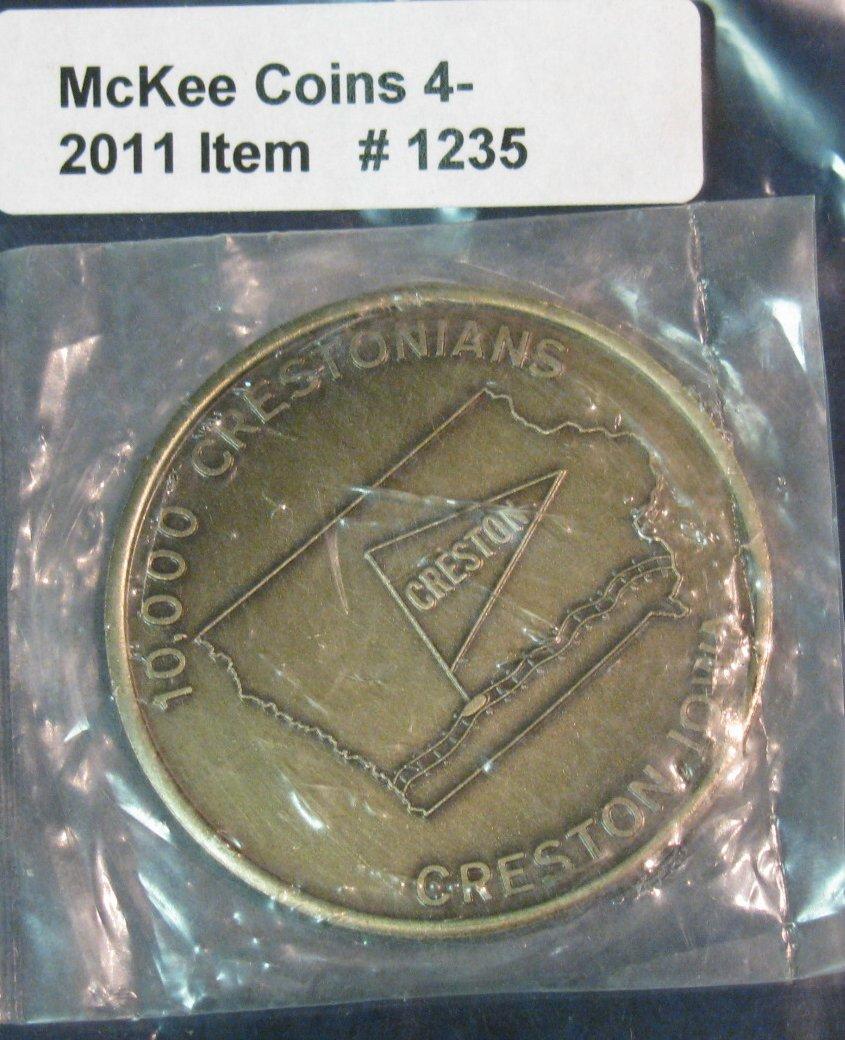 McKee Coins 4-
2011 Item # 1235
10,000 CRESTONIANS
CRESTON
CRESTON, IOWA